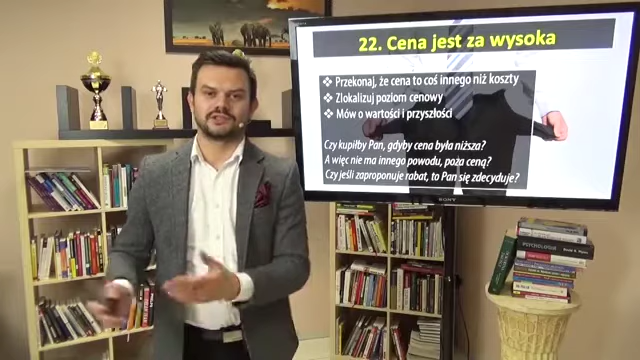 22. Cena jest za wysoka
❖ Przekonaj, że cena to coś innego niż koszty
❖ Zlokalizuj poziom cenowy
❖ Mów o wartości i przyszłości
Czy kupiłby Pan, gdyby cena była niższa?
A więc nie ma innego powodu, poza ceną?
Czy jeśli zaproponuje rabat, to Pan się zdecyduje?
SONY
PSYCHOLOGIA